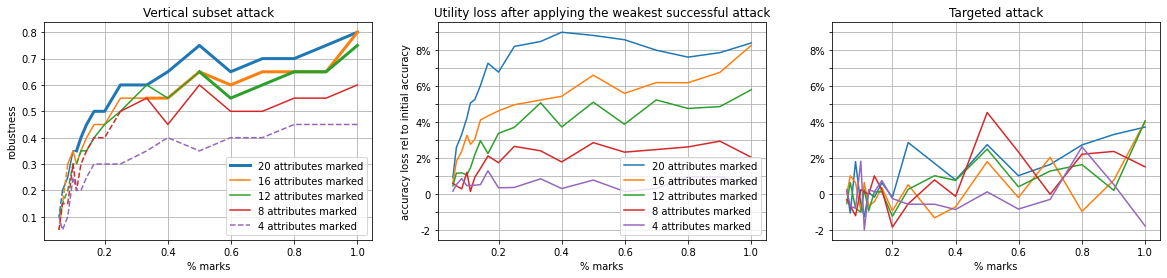 Vertical subset attack
robustness
0.8
0.7
0.6
0.5
0.4
0.3
0.2
0.1
0.2
0.4
0.6
0.8
1.0
% marks
20 attributes marked
16 attributes marked
12 attributes marked
8 attributes marked
4 attributes marked
Utility loss after applying the weakest successful attack
accuracy loss rel to initial accuracy
8%
6%
4%
2%
0
-2
0.2
0.4
0.6
0.8
1.0
% marks
20 attributes marked
16 attributes marked
12 attributes marked
8 attributes marked
4 attributes marked
Targeted attack
8%
6%
4%
2%
0
-2
0.2
0.4
0.6
0.8
1.0
% marks